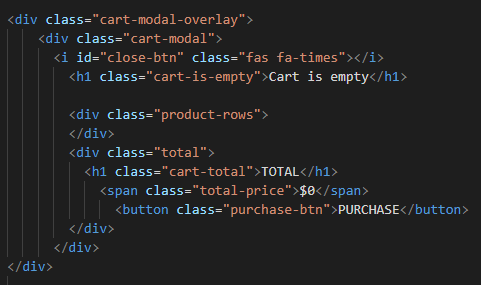 <div class="cart-modal-overlay">
<div class="cart-modal">
<i id="close-btn" class="fas fa-times"></i>
<h1 class="cart-is-empty">Cart is empty</h1>
<div class="product-rows">
</div>
<div class="total">
<h1 class="cart-total">TOTAL</h1>
<span class="total-price">$0</span>
<button class="purchase-btn">PURCHASE</button>
</div>
</div>
</div>